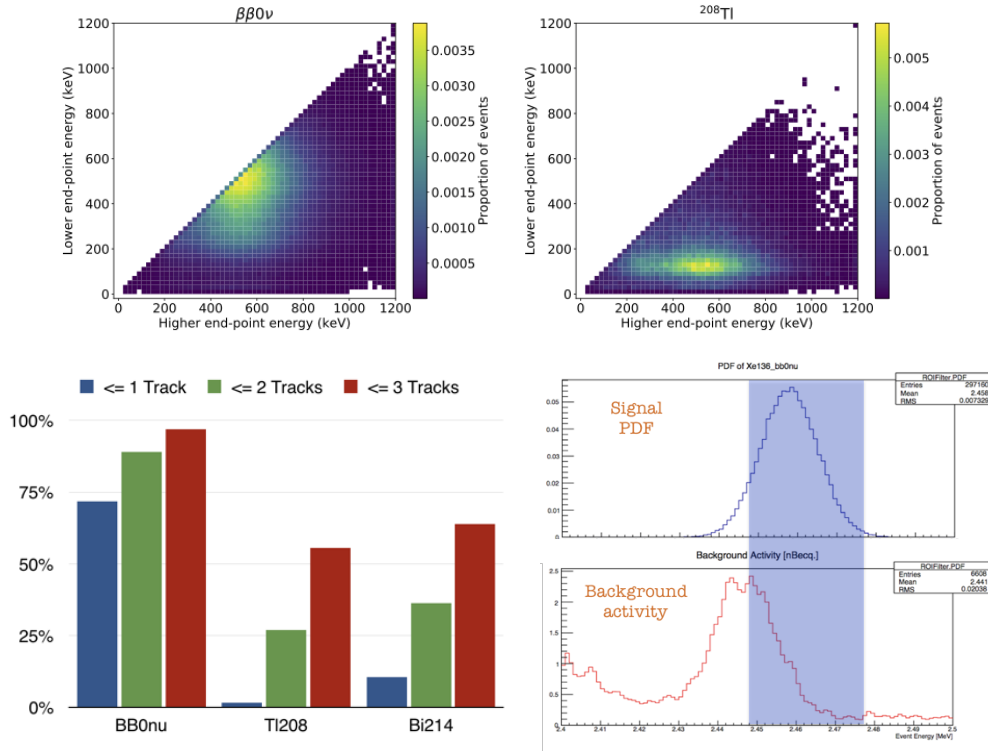 ββ0ν
1200
1000
800
600
400
200
0
Lower end-point energy (keV)
0 200 400 600 800 1000 1200
Higher end-point energy (keV)
0.0035
0.0030
0.0025
0.0020
0.0015
0.0010
0.0005
Proportion of events
²⁰⁸Tl
1200
1000
800
600
400
200
0
Lower end-point energy (keV)
0 200 400 600 800 1000 1200
Higher end-point energy (keV)
0.005
0.004
0.003
0.002
0.001
Proportion of events
<= 1 Track <= 2 Tracks <= 3 Tracks
100%
75%
50%
25%
0%
BB0nu Tl208 Bi214
PDF of Xe136_bb0nu
ROIFilter.PDF
Entries 297160
Mean 2.458
RMS 0.007329
Signal
PDF
0.05
0.04
0.03
0.02
0.01
0
Background Activity [nBecq.]
ROIFilter.PDF
Entries 6608
Mean 2.441
RMS 0.02038
Background
activity
2.5
2
1.5
1
0.5
0
2.4 2.41 2.42 2.43 2.44 2.45 2.46 2.47 2.48 2.49 2.5
Event Energy [MeV]